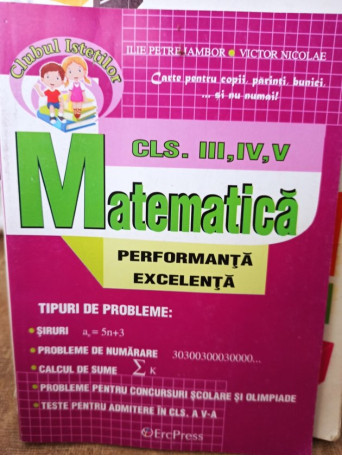 Clubul Isteților
ILIE PETRE IAMBOR • VICTOR NICOLAE
Carte pentru copii, părinți, bunici,
... și nu numai!
CLS. III, IV, V
Matematică
PERFORMANȚĂ
EXCELENȚĂ
TIPURI DE PROBLEME:
• ȘIRURI uₙ = 5n+3
• PROBLEME DE NUMĂRARE 30300300030000...
• CALCUL DE SUME ∑ K
• PROBLEME PENTRU CONCURSURI ȘCOLARE ȘI OLIMPIADE
• TESTE PENTRU ADMITERE ÎN CLS. A V-A
ErcPress